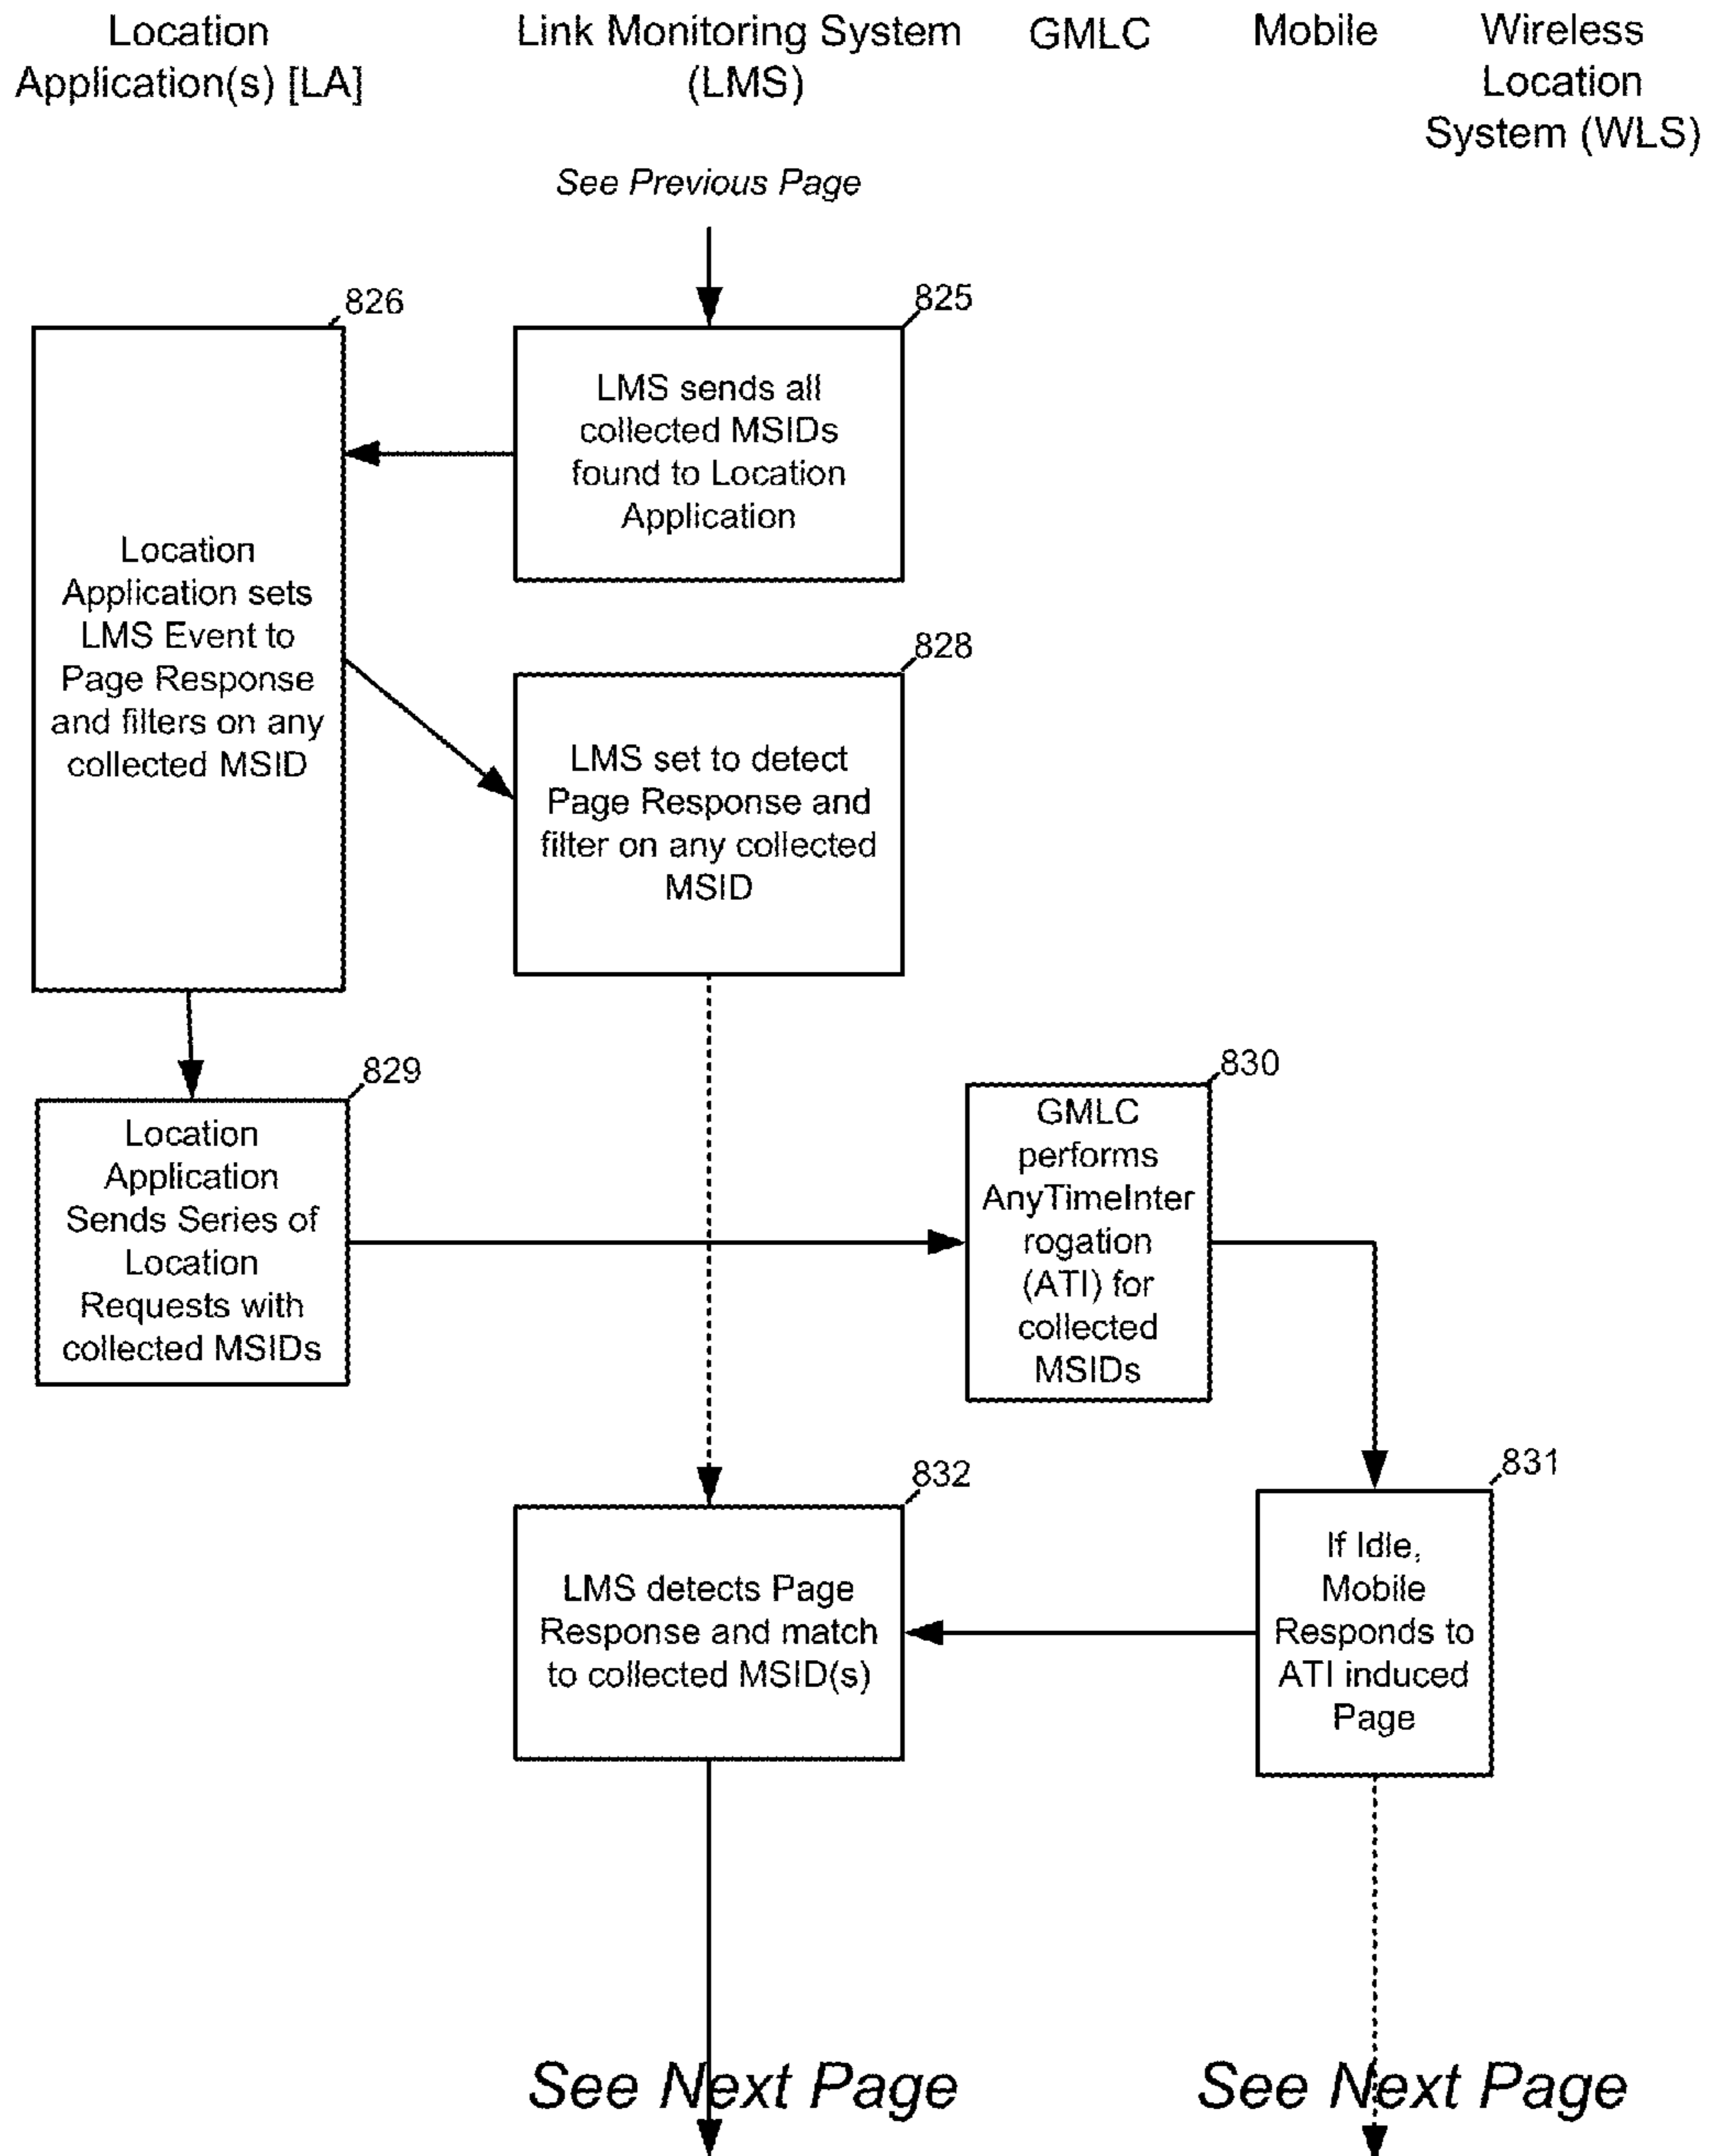 Location
Application(s) [LA]
Link Monitoring System
(LMS)
GMLC
Mobile
Wireless
Location
System (WLS)
See Previous Page
826
825
LMS sends all
collected MSIDs
found to Location
Application
Location
Application sets
LMS Event to
Page Response
and filters on any
collected MSID
828
LMS set to detect
Page Response and
filter on any collected
MSID
829
Location
Application
Sends Series of
Location
Requests with
collected MSIDs
830
GMLC
performs
AnyTimeInter
rogation
(ATI) for
collected
MSIDs
832
LMS detects Page
Response and match
to collected MSID(s)
831
If Idle,
Mobile
Responds to
ATI induced
Page
See Next Page
See Next Page